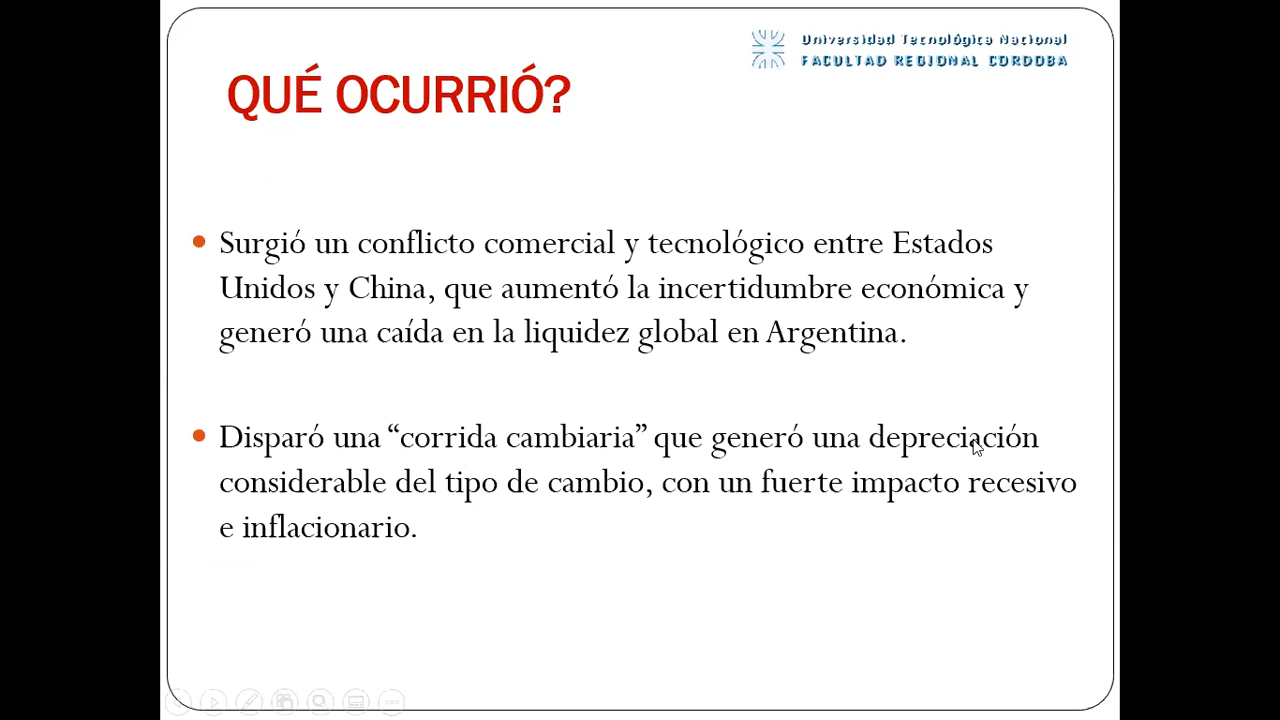 Universidad Tecnológica Nacional
FACULTAD REGIONAL CORDOBA
QUÉ OCURRIÓ?
Surgió un conflicto comercial y tecnológico entre Estados
Unidos y China, que aumentó la incertidumbre económica y
generó una caída en la liquidez global en Argentina.
Disparó una “corrida cambiaria” que generó una depreciación
considerable del tipo de cambio, con un fuerte impacto recesivo
e inflacionario.